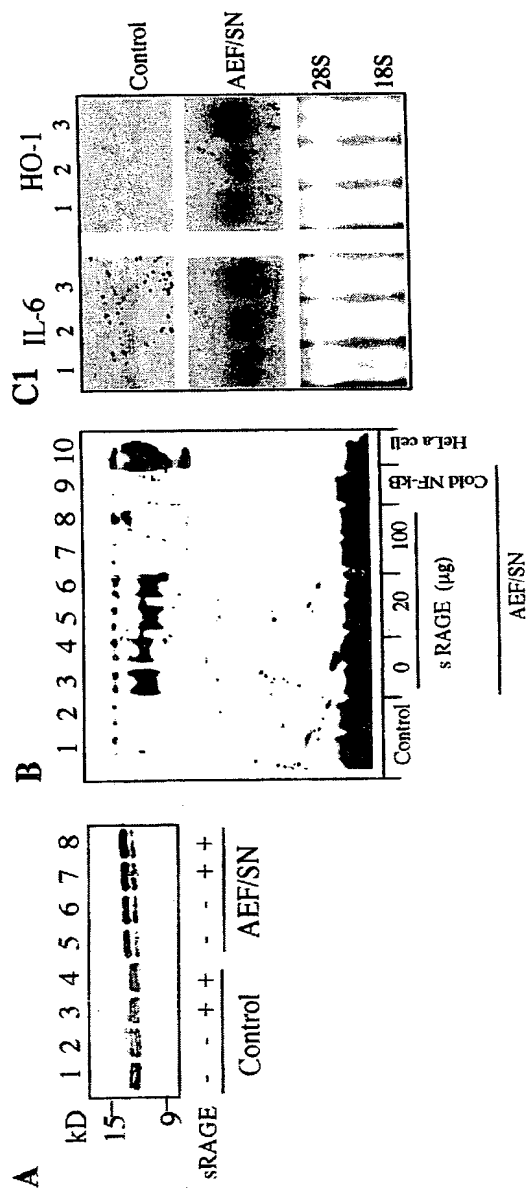 A
kD
1 2 3 4 5 6 7 8
15
9
sRAGE - - + + - - + +
Control AEF/SN
B
1 2 3 4 5 6 7 8 9 10
Control
0 20 100
s RAGE (µg)
Cold NF-kB
HeLa cell
AEF/SN
C1
IL-6 HO-1
1 2 3 1 2 3
Control
AEF/SN
28S
18S